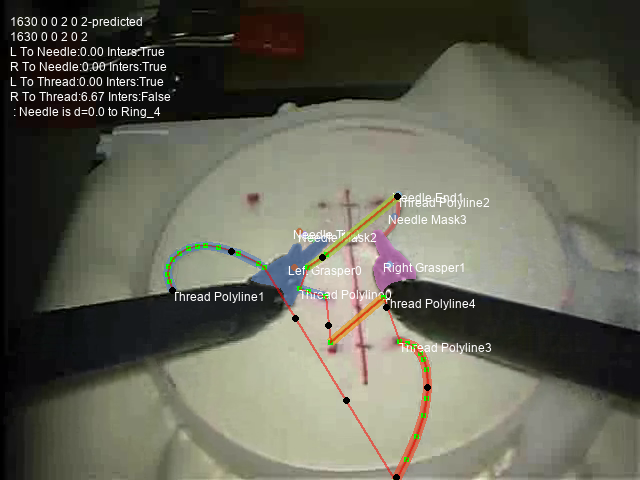 1630 0 0 2 0 2-predicted
1630 0 0 2 0 2
L To Needle:0.00 Inters:True
R To Needle:0.00 Inters:True
L To Thread:0.00 Inters:True
R To Thread:6.67 Inters:False
: Needle is d=0.0 to Ring_4
Needle End1
Thread Polyline2
Needle Mask3
Needle Ti
Needle Mask2
Left Grasper0
Right Grasper1
Thread Polyline1
Thread Polyline0
Thread Polyline4
Thread Polyline3